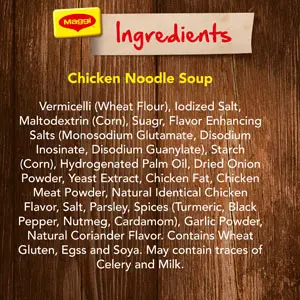 Maggi
Ingredients
Chicken Noodle Soup
Vermicelli (Wheat Flour), Iodized Salt,
Maltodextrin (Corn), Suagr, Flavor Enhancing
Salts (Monosodium Glutamate, Disodium
Inosinate, Disodium Guanylate), Starch
(Corn), Hydrogenated Palm Oil, Dried Onion
Powder, Yeast Extract, Chicken Fat, Chicken
Meat Powder, Natural Identical Chicken
Flavor, Salt, Parsley, Spices (Turmeric, Black
Pepper, Nutmeg, Cardamom), Garlic Powder,
Natural Coriander Flavor. Contains Wheat
Gluten, Egss and Soya. May contain traces of
Celery and Milk.